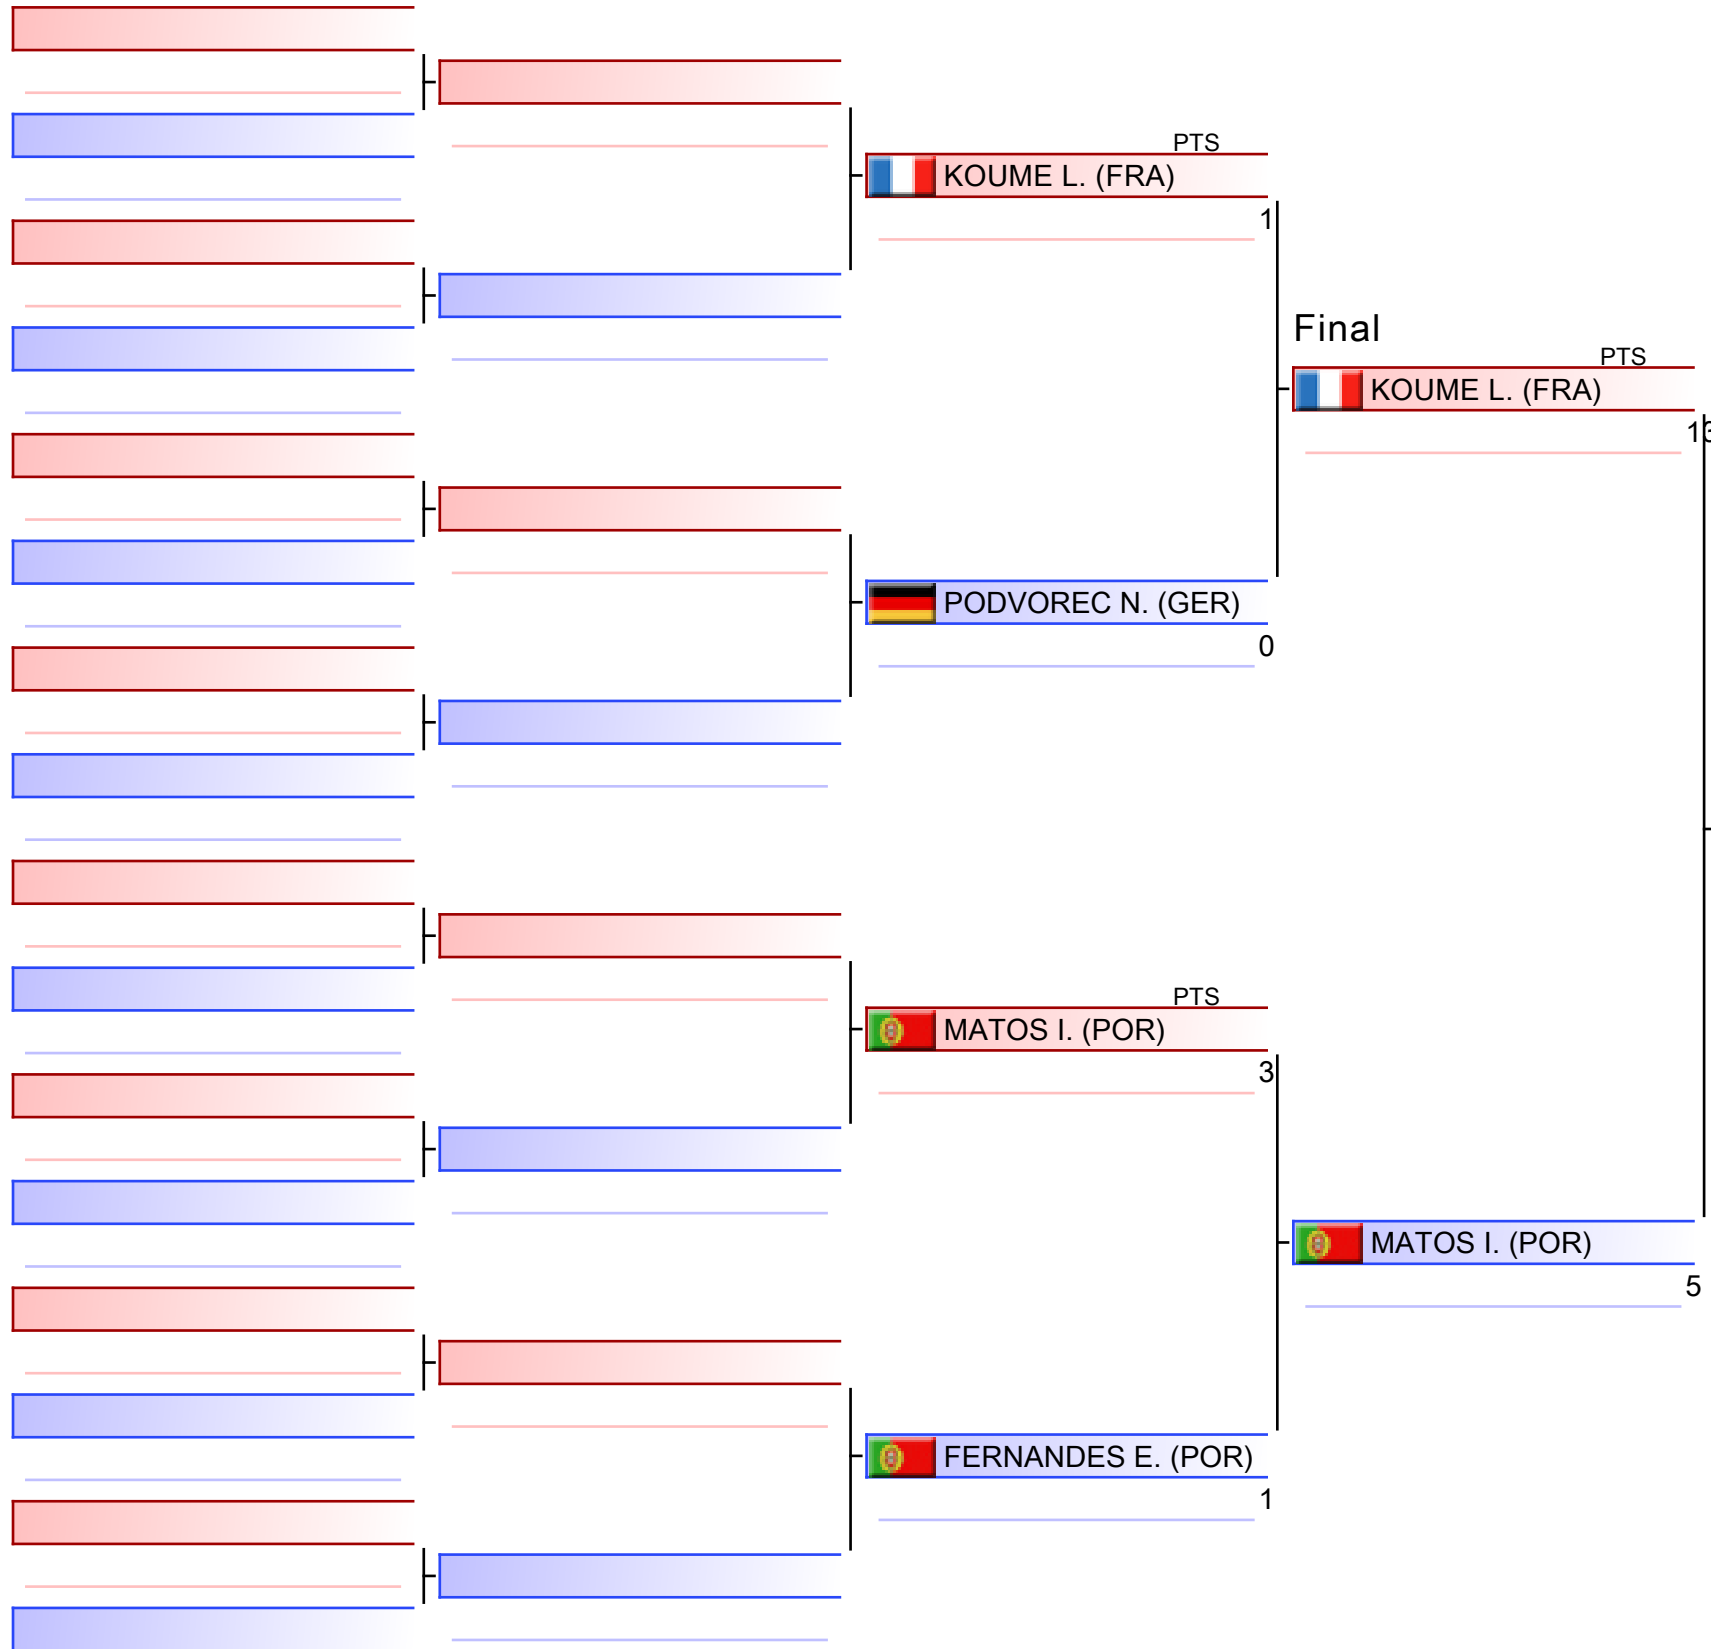 PTS
KOUME L. (FRA)
1
PODVOREC N. (GER)
0
PTS
MATOS I. (POR)
3
FERNANDES E. (POR)
1
Final
PTS
KOUME L. (FRA)
13
MATOS I. (POR)
5